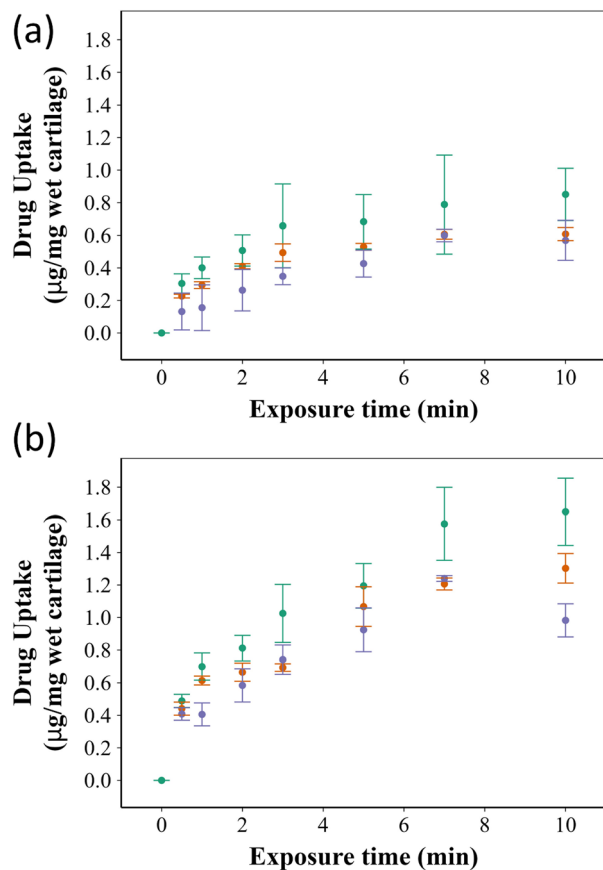 (a)
1.8
1.6
1.4
1.2
1.0
0.8
0.6
0.4
0.2
0.0
Drug Uptake
(μg/mg wet cartilage)
0 2 4 6 8 10
Exposure time (min)
(b)
1.8
1.6
1.4
1.2
1.0
0.8
0.6
0.4
0.2
0.0
Drug Uptake
(μg/mg wet cartilage)
0 2 4 6 8 10
Exposure time (min)